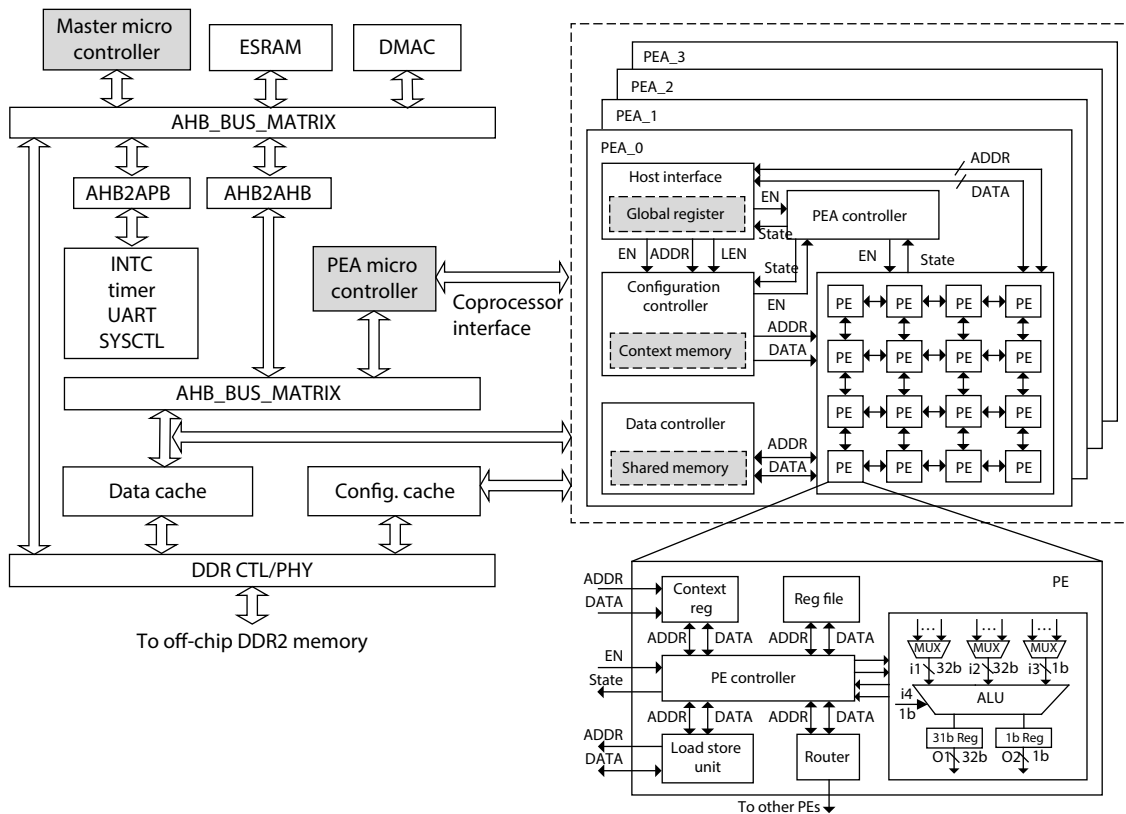 Master micro
controller
ESRAM
DMAC
AHB_BUS_MATRIX
AHB2APB
AHB2AHB
INTC
timer
UART
SYSCTL
PEA micro
controller
Coprocessor
interface
AHB_BUS_MATRIX
Data cache
Config. cache
DDR CTL/PHY
To off-chip DDR2 memory
PEA_3
PEA_2
PEA_1
PEA_0
Host interface
Global register
ADDR
DATA
EN
State
PEA controller
EN
ADDR
LEN
State
EN
EN
State
Configuration
controller
Context memory
ADDR
DATA
Data controller
Shared memory
ADDR
DATA
PE PE PE PE
PE PE PE PE
PE PE PE PE
PE PE PE PE
PE
ADDR
DATA
Context
reg
Reg file
ADDR DATA ADDR DATA
EN
State
PE controller
ADDR DATA ADDR DATA
ADDR
DATA
Load store
unit
Router
To other PEs
... ... ...
MUX MUX MUX
i1 32b i2 32b i3 1b
i4
1b
ALU
31b Reg 1b Reg
O1 32b O2 1b